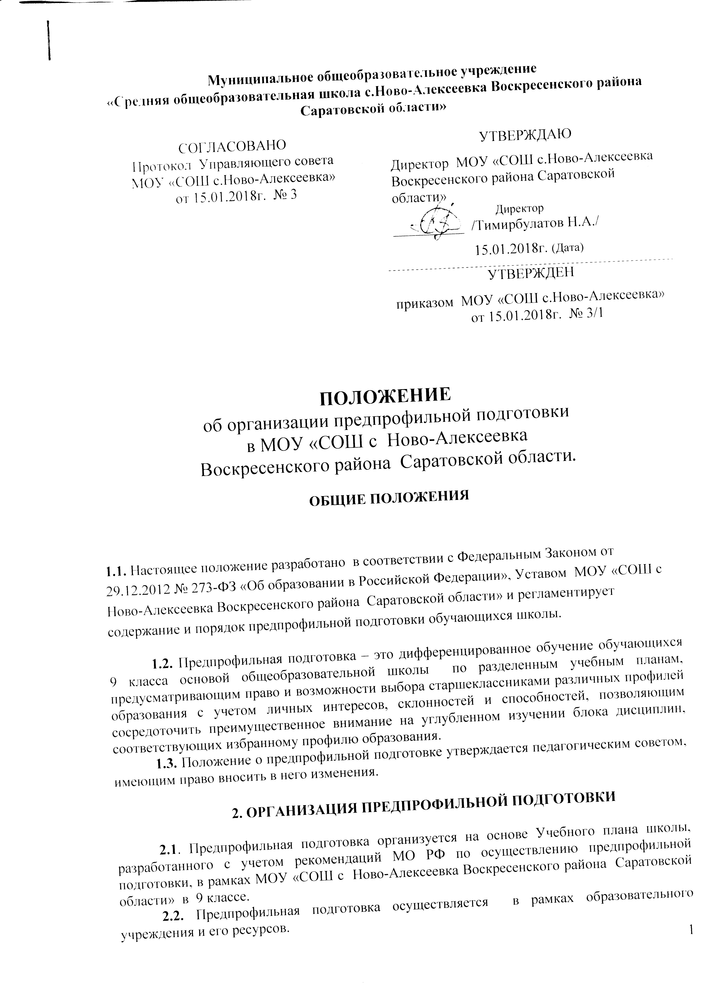 Муниципальное общеобразовательное учреждение
«Средняя общеобразовательная школа с.Ново-Алексеевка Воскресенского района
Саратовской области»
СОГЛАСОВАНО
Протокол Управляющего совета
МОУ «СОШ с.Ново-Алексеевка»
от 15.01.2018г. № 3
УТВЕРЖДАЮ
Директор МОУ «СОШ с.Ново-Алексеевка
Воскресенского района Саратовской
области»
Директор
/Тимирбулатов Н.А./
15.01.2018г. (Дата)
УТВЕРЖДЕН
приказом МОУ «СОШ с.Ново-Алексеевка»
от 15.01.2018г. № 3/1
ПОЛОЖЕНИЕ
об организации предпрофильной подготовки
в МОУ «СОШ с Ново-Алексеевка
Воскресенского района Саратовской области.
ОБЩИЕ ПОЛОЖЕНИЯ
1.1. Настоящее положение разработано в соответствии с Федеральным Законом от
29.12.2012 № 273-ФЗ «Об образовании в Российской Федерации», Уставом МОУ «СОШ с
Ново-Алексеевка Воскресенского района Саратовской области» и регламентирует
содержание и порядок предпрофильной подготовки обучающихся школы.
1.2. Предпрофильная подготовка – это дифференцированное обучение обучающихся
9 класса основой общеобразовательной школы по разделенным учебным планам,
предусматривающим право и возможности выбора старшеклассниками различных профилей
образования с учетом личных интересов, склонностей и способностей, позволяющим
сосредоточить преимущественное внимание на углубленном изучении блока дисциплин,
соответствующих избранному профилю образования.
1.3. Положение о предпрофильной подготовке утверждается педагогическим советом,
имеющим право вносить в него изменения.
2. ОРГАНИЗАЦИЯ ПРЕДПРОФИЛЬНОЙ ПОДГОТОВКИ
2.1. Предпрофильная подготовка организуется на основе Учебного плана школы,
разработанного с учетом рекомендаций МО РФ по осуществлению предпрофильной
подготовки, в рамках МОУ «СОШ с Ново-Алексеевка Воскресенского района Саратовской
области» в 9 классе.
2.2. Предпрофильная подготовка осуществляется в рамках образовательного
учреждения и его ресурсов.
1